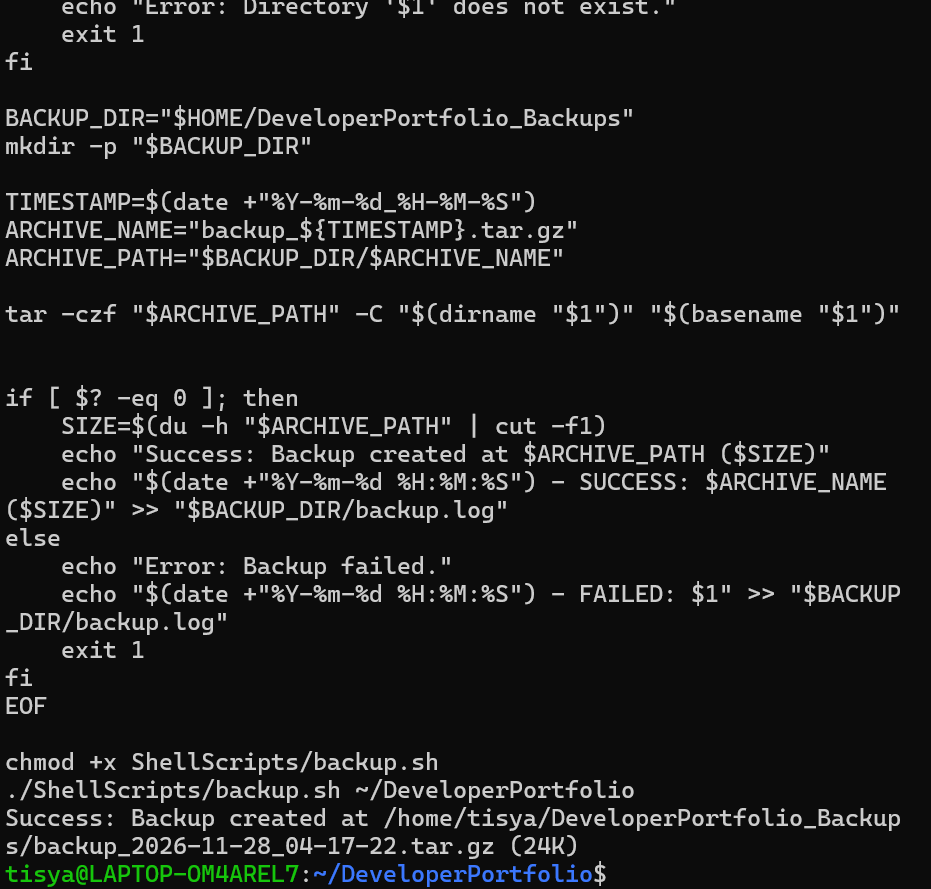 echo "Error: Directory '$1' does not exist."
    exit 1
fi

BACKUP_DIR="$HOME/DeveloperPortfolio_Backups"
mkdir -p "$BACKUP_DIR"

TIMESTAMP=$(date +"%Y-%m-%d_%H-%M-%S")
ARCHIVE_NAME="backup_${TIMESTAMP}.tar.gz"
ARCHIVE_PATH="$BACKUP_DIR/$ARCHIVE_NAME"

tar -czf "$ARCHIVE_PATH" -C "$(dirname "$1")" "$(basename "$1")"


if [ $? -eq 0 ]; then
    SIZE=$(du -h "$ARCHIVE_PATH" | cut -f1)
    echo "Success: Backup created at $ARCHIVE_PATH ($SIZE)"
    echo "$(date +"%Y-%m-%d %H:%M:%S") - SUCCESS: $ARCHIVE_NAME
($SIZE)" >> "$BACKUP_DIR/backup.log"
else
    echo "Error: Backup failed."
    echo "$(date +"%Y-%m-%d %H:%M:%S") - FAILED: $1" >> "$BACKUP
_DIR/backup.log"
    exit 1
fi
EOF

chmod +x ShellScripts/backup.sh
./ShellScripts/backup.sh ~/DeveloperPortfolio
Success: Backup created at /home/tisya/DeveloperPortfolio_Backup
s/backup_2026-11-28_04-17-22.tar.gz (24K)
tisya@LAPTOP-OM4AREL7:~/DeveloperPortfolio$